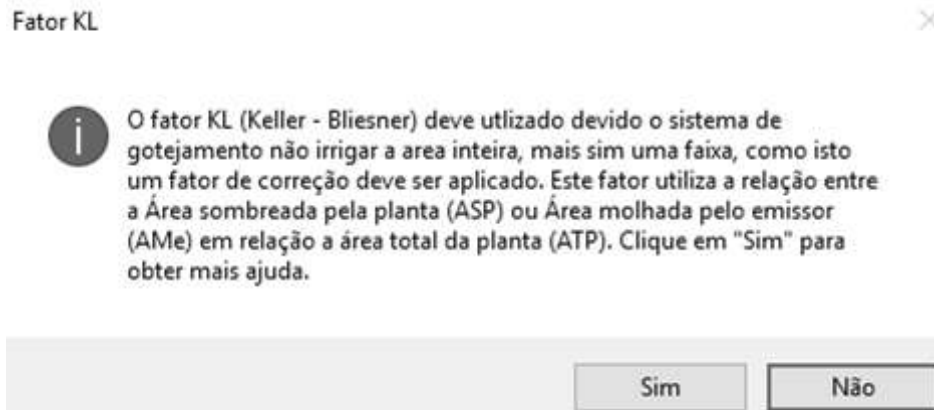 Fator KL
O fator KL (Keller - Bliesner) deve utlizado devido o sistema de
gotejamento não irrigar a area inteira, mais sim uma faixa, como isto
um fator de correção deve ser aplicado. Este fator utiliza a relação entre
a Área sombreada pela planta (ASP) ou Área molhada pelo emissor
(AMe) em relação a área total da planta (ATP). Clique em "Sim" para
obter mais ajuda.
Sim
Não